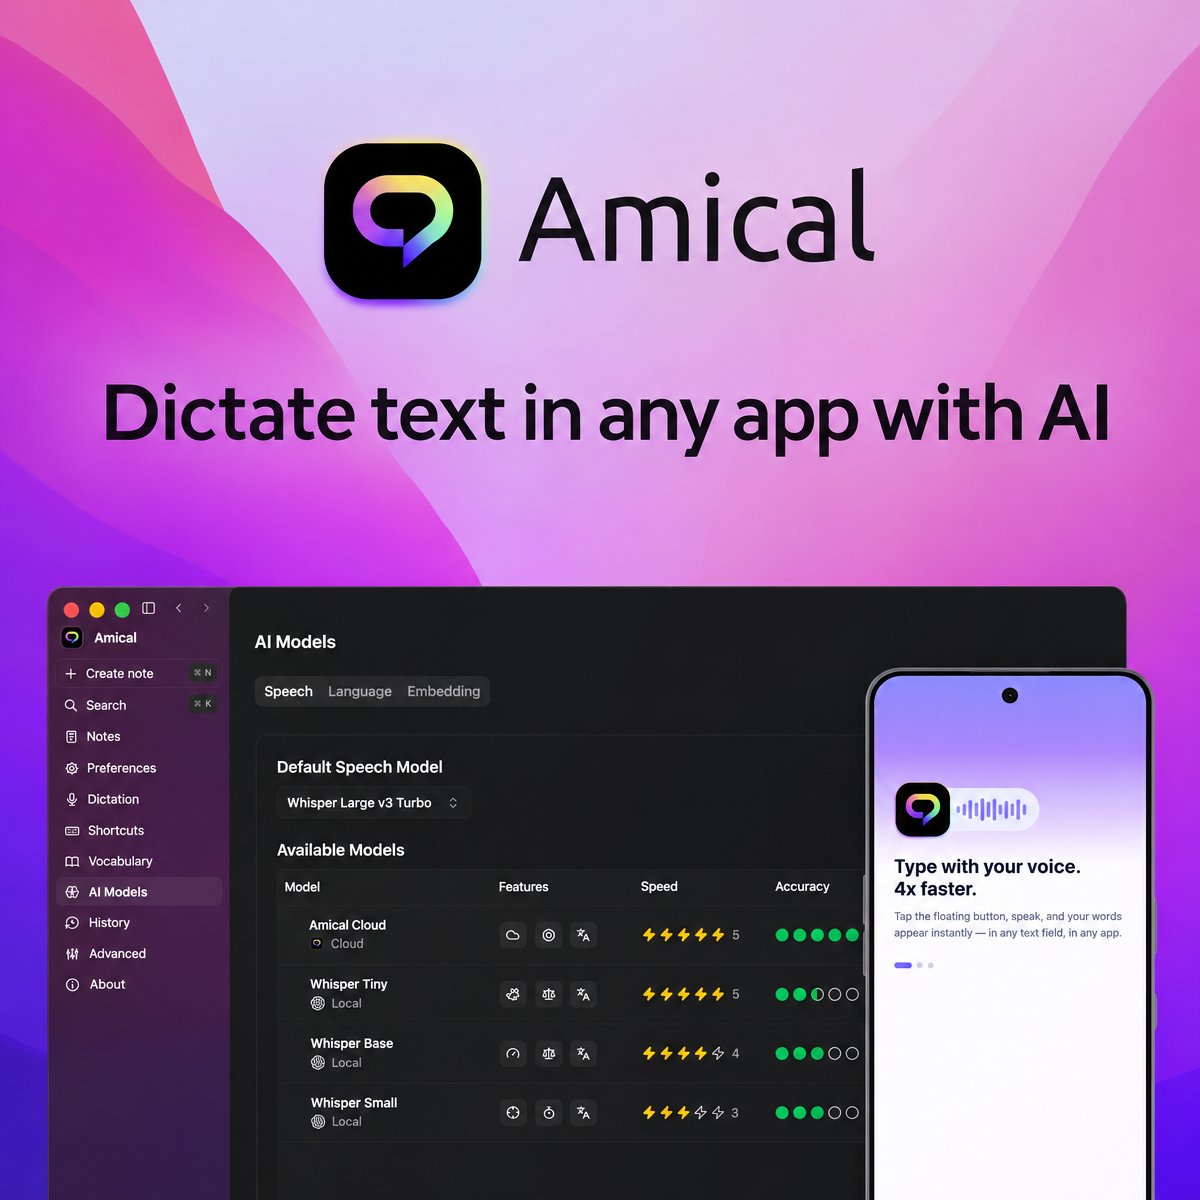 Amical
Dictate text in any app with AI
Amical
Create note ⌘ N
Search ⌘ K
Notes
Preferences
Dictation
Shortcuts
Vocabulary
AI Models
History
Advanced
About
AI Models
Speech Language Embedding
Default Speech Model
Whisper Large v3 Turbo
Available Models
Model Features Speed Accuracy
Amical Cloud
Cloud
5
Whisper Tiny
Local
5
Whisper Base
Local
4
Whisper Small
Local
3
Type with your voice.
4x faster.
Tap the floating button, speak, and your words
appear instantly — in any text field, in any app.